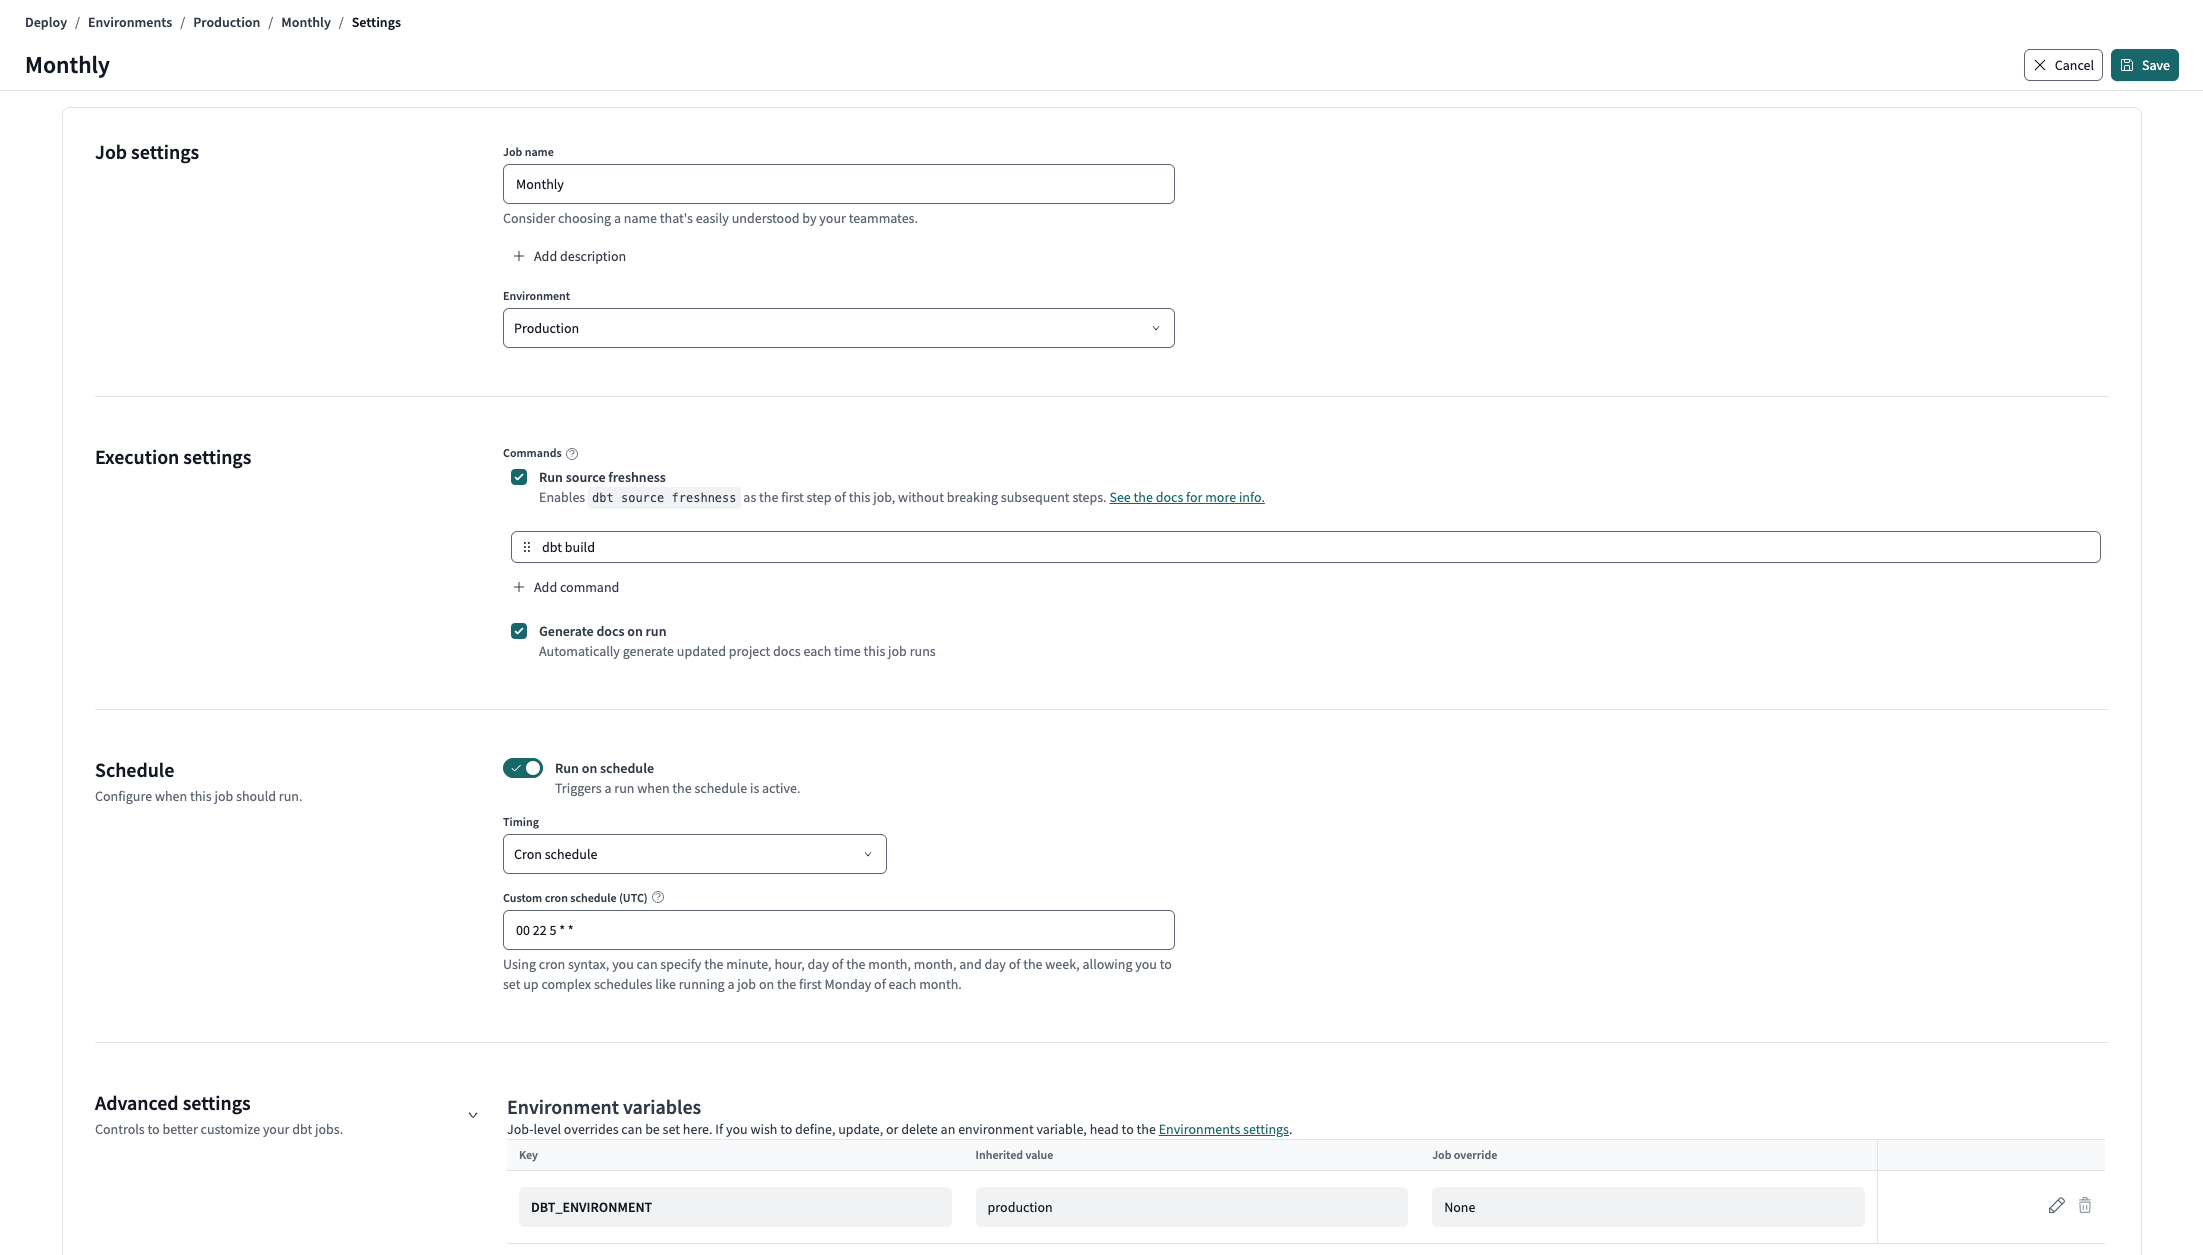 Deploy / Environments / Production / Monthly / Settings
Monthly
Cancel
Save
Job settings
Job name
Monthly
Consider choosing a name that's easily understood by your teammates.
Add description
Environment
Production
Execution settings
Commands
Run source freshness
Enables dbt source freshness as the first step of this job, without breaking subsequent steps. See the docs for more info.
dbt build
Add command
Generate docs on run
Automatically generate updated project docs each time this job runs
Schedule
Configure when this job should run.
Run on schedule
Triggers a run when the schedule is active.
Timing
Cron schedule
Custom cron schedule (UTC)
00 22 5 * *
Using cron syntax, you can specify the minute, hour, day of the month, month, and day of the week, allowing you to
set up complex schedules like running a job on the first Monday of each month.
Advanced settings
Controls to better customize your dbt jobs.
Environment variables
Job-level overrides can be set here. If you wish to define, update, or delete an environment variable, head to the Environments settings.
Key Inherited value Job override
DBT_ENVIRONMENT production None